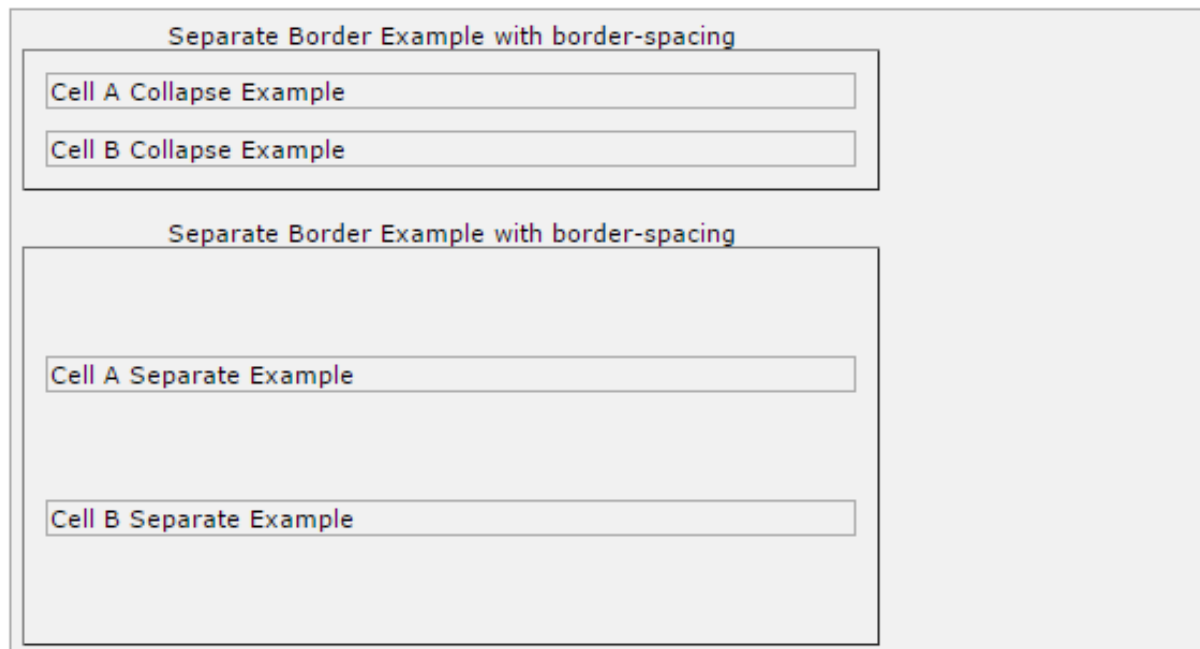 Separate Border Example with border-spacing
Cell A Collapse Example
Cell B Collapse Example
Separate Border Example with border-spacing
Cell A Separate Example
Cell B Separate Example